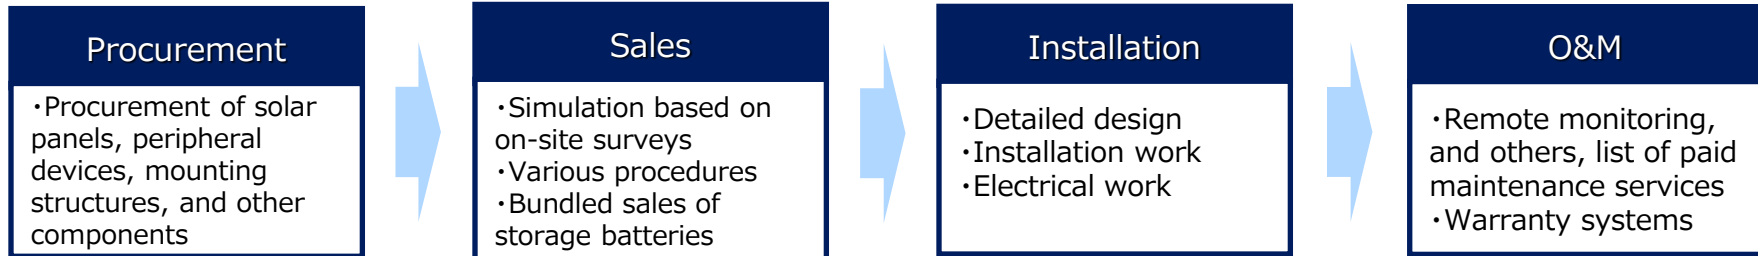 Procurement
・Procurement of solar
panels, peripheral
devices, mounting
structures, and other
components
Sales
・Simulation based on
on-site surveys
・Various procedures
・Bundled sales of
storage batteries
Installation
・Detailed design
・Installation work
・Electrical work
O&M
・Remote monitoring,
and others, list of paid
maintenance services
・Warranty systems